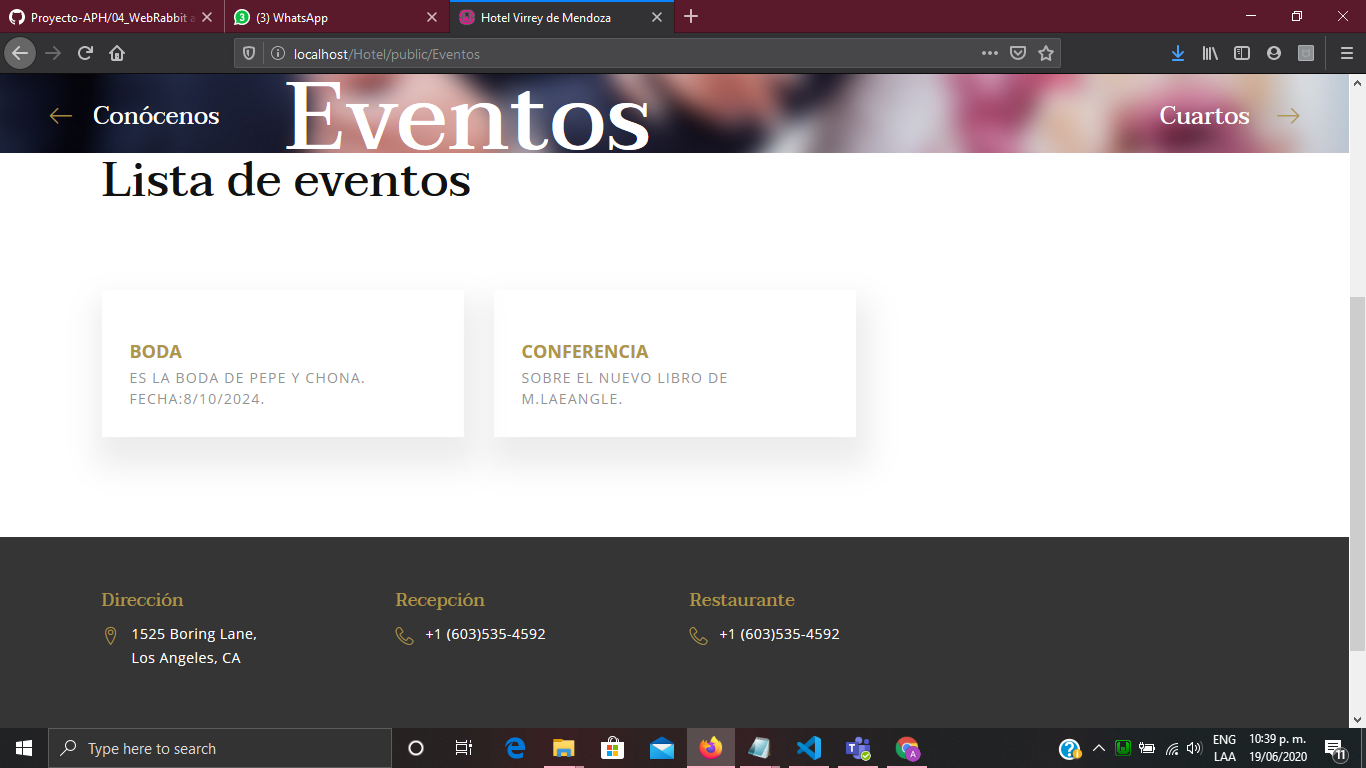 Proyecto-APH/04_WebRabbit a
(3) WhatsApp
Hotel Virrey de Mendoza
localhost/Hotel/public/Eventos
Conócenos
Eventos
Cuartos
Lista de eventos
BODA
ES LA BODA DE PEPE Y CHONA.
FECHA:8/10/2024.
CONFERENCIA
SOBRE EL NUEVO LIBRO DE
M.LAEANGLE.
Dirección
1525 Boring Lane,
Los Angeles, CA
Recepción
+1 (603)535-4592
Restaurante
+1 (603)535-4592
Type here to search
ENG
LAA
10:39 p. m.
19/06/2020
11